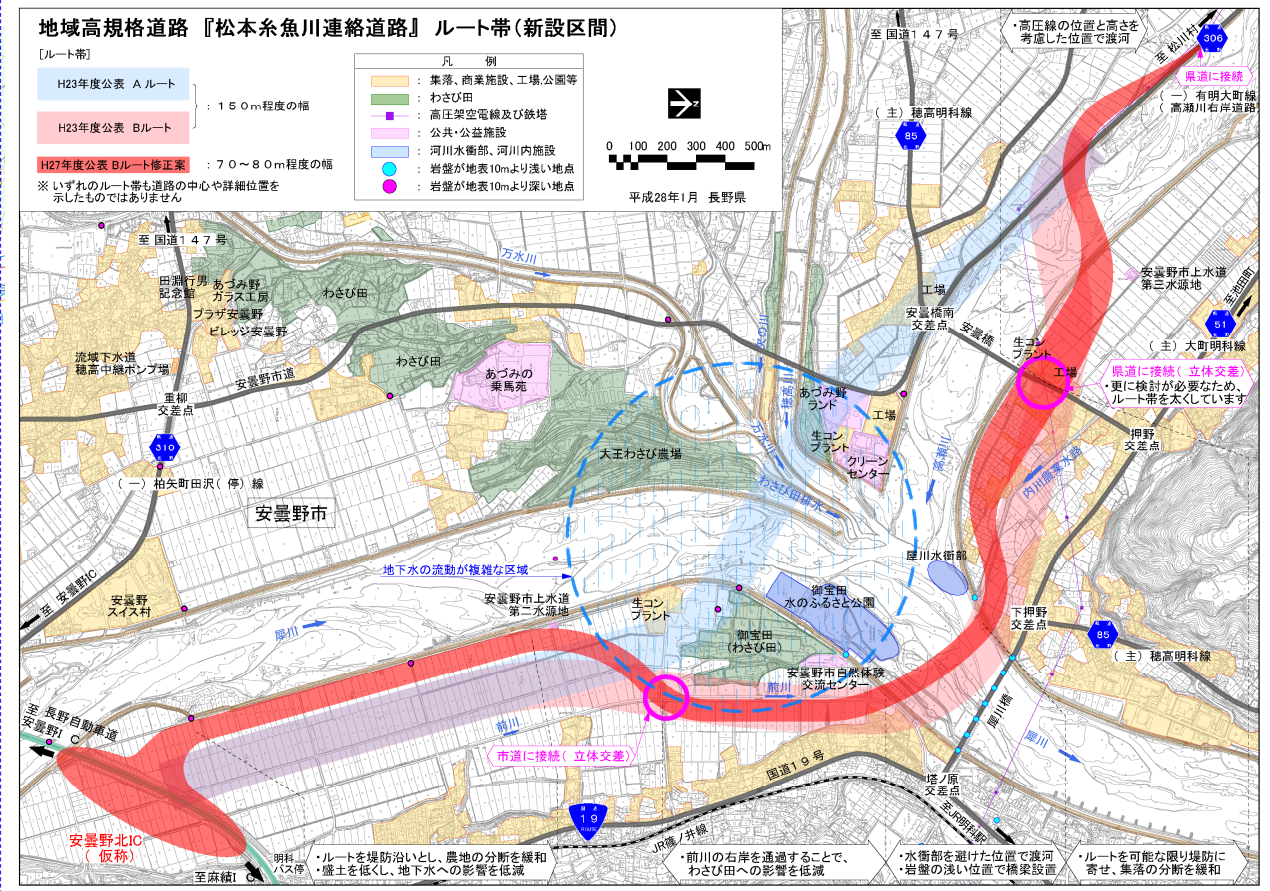 地域高規格道路 『松本糸魚川連絡道路』 ルート帯（新設区間）
[ルート帯]
H23年度公表 Aルート
：150m程度の幅
H23年度公表 Bルート
H27年度公表 Bルート修正案
：70～80m程度の幅
※ いずれのルート帯も道路の中心や詳細位置を
示したものではありません
凡 例
：集落、商業施設、工場,公園等
：わさび田
：高圧架空電線及び鉄塔
：公共・公益施設
：河川水衝部、河川内施設
：岩盤が地表10mより浅い地点
：岩盤が地表10mより深い地点
Z
0 100 200 300 400 500m
平成28年1月 長野県
至 国道147号
・高圧線の位置と高さを
考慮した位置で渡河
至 松川村
306
県道に接続
（一）有明大町線
（高瀬川右岸道路）
（主）穂高明科線
85
至 国道147号
田淵行男
記念館
あづみ野
ガラス工房
プラザ安曇野
ビレッジ安曇野
わさび田
万水川
流域下水道
穂高中継ポンプ場
安曇野市道
重柳
交差点
わさび田
あづみの
乗馬苑
310
（一）柏矢町田沢（停）線
安曇野市
大王わさび農場
工場
安曇橋南
交差点
安曇橋
生コン
プラント
工場
安曇野市上水道
第三水源地
至池田町
51
（主）大町明科線
県道に接続（立体交差）
・更に検討が必要なため、
ルート帯を太くしています
押野
交差点
穂高川
あづみ野
ランド
工場
生コン
プラント
クリーン
センター
万水川
わさび田排水
高瀬川
内川農業水路
犀川水衝部
地下水の流動が複雑な区域
安曇野市上水道
第二水源地
生コン
プラント
御宝田
水のふるさと公園
御宝田
（わさび田）
安曇野市自然体験
交流センター
前川
下押野
交差点
85
（主）穂高明科線
犀川橋
犀川
至 安曇野IC
安曇野
スイス村
犀川
至 長野自動車道
安曇野IC
前川
市道に接続（立体交差）
国道19号
塔ノ原
交差点
至JR明科駅
国道
19
ROUTE
JR篠ノ井線
安曇野北IC
（仮称）
明科
バス停
至麻績IC
・ルートを堤防沿いとし、農地の分断を緩和
・盛土を低くし、地下水への影響を低減
・前川の右岸を通過することで、
わさび田への影響を低減
・水衝部を避けた位置で渡河
・岩盤の浅い位置で橋梁設置
・ルートを可能な限り堤防に
寄せ、集落の分断を緩和